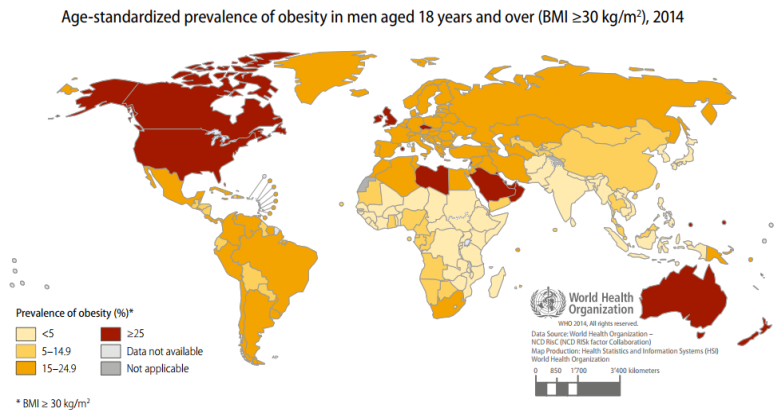 Age-standardized prevalence of obesity in men aged 18 years and over (BMI ≥30 kg/m²), 2014
Prevalence of obesity (%)*
<5
5–14.9
15–24.9
≥25
Data not available
Not applicable
* BMI ≥ 30 kg/m²
World Health
Organization
WHO 2014, All rights reserved.
Data Source: World Health Organization –
NCD RisC (NCD RISk factor Collaboration)
Map Production: Health Statistics and Information Systems (HSI)
World Health Organization
0 850 1'700 3'400 kilometers